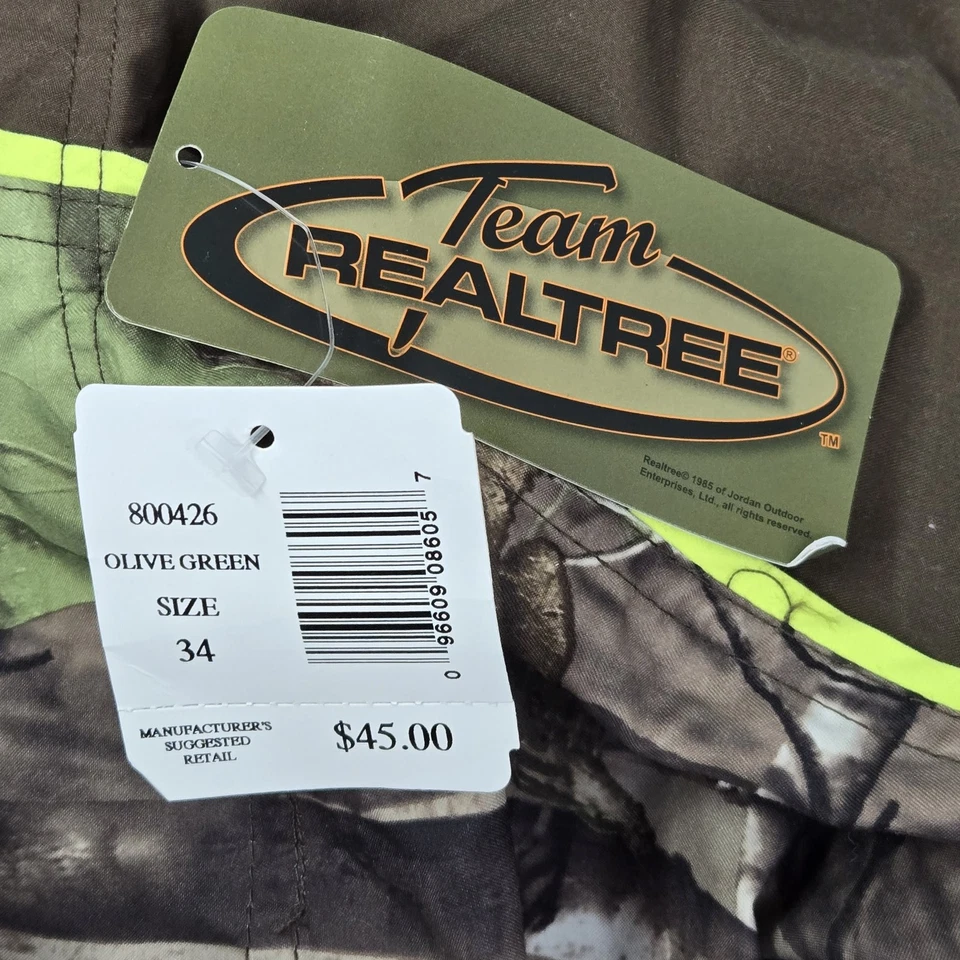 Team
REALTREE®
TM
Realtree© 1985 of Jordan Outdoor
Enterprises, Ltd., all rights reserved.
800426
OLIVE GREEN
SIZE
34
0 96609 08605 7
MANUFACTURER'S
SUGGESTED
RETAIL
$45.00